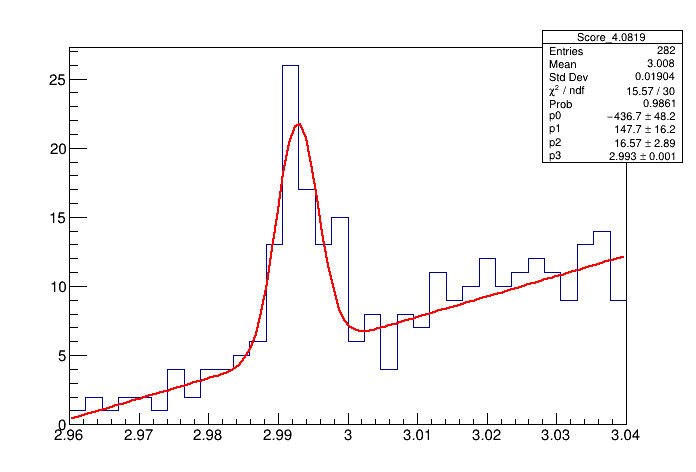 Score_4.0819
Entries 282
Mean 3.008
Std Dev 0.01904
χ² / ndf 15.57 / 30
Prob 0.9861
p0 −436.7 ± 48.2
p1 147.7 ± 16.2
p2 16.57 ± 2.89
p3 2.993 ± 0.001
25
20
15
10
5
0
2.96 2.97 2.98 2.99 3 3.01 3.02 3.03 3.04